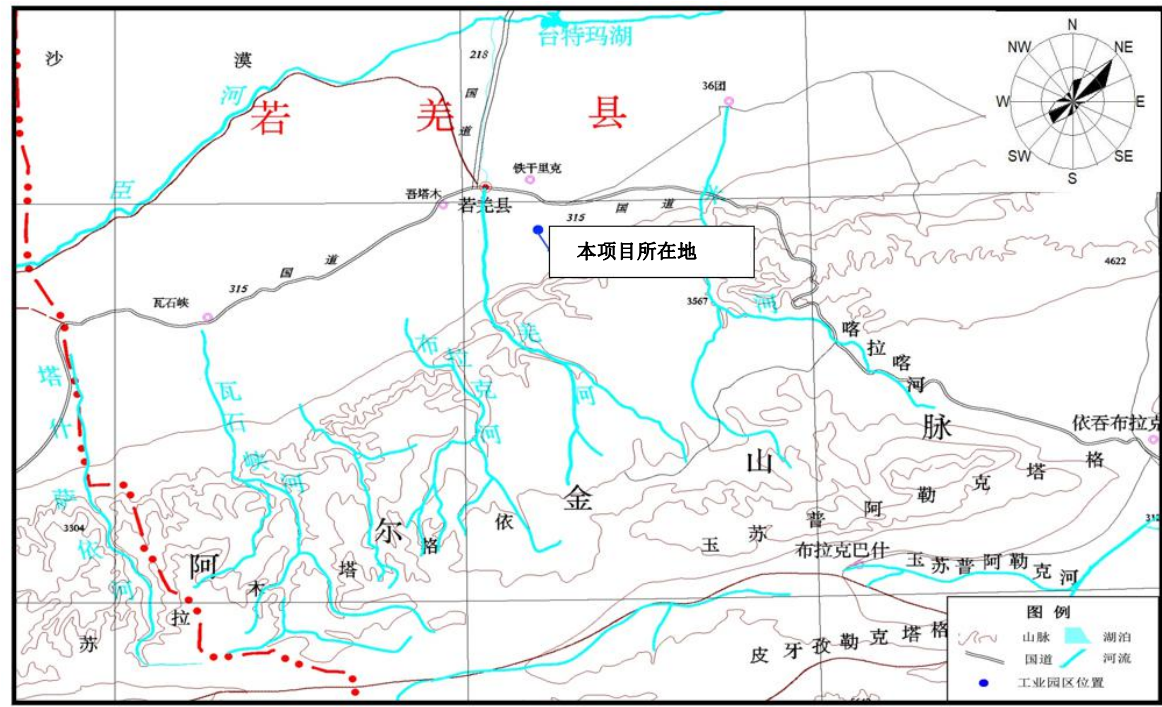 台特玛湖
沙
漠
218
国
道
N
NW
NE
W
E
SW
SE
S
若羌县
36团
河
臣
铁干里克
吾塔木
若羌县
315
国
道
米
本项目所在地
4622
瓦石峡
315
国
道
3567
河
喀拉喀河
羌
河
布拉克河
塔什萨依河
瓦石峡河
依吞布拉克
阿尔金山脉
3304
苏拉木塔格依
玉苏普阿勒克塔格
布拉克巴什
玉苏普阿勒克河
皮牙孜勒克塔格
图例
山脉
湖泊
国道
河流
工业园区位置